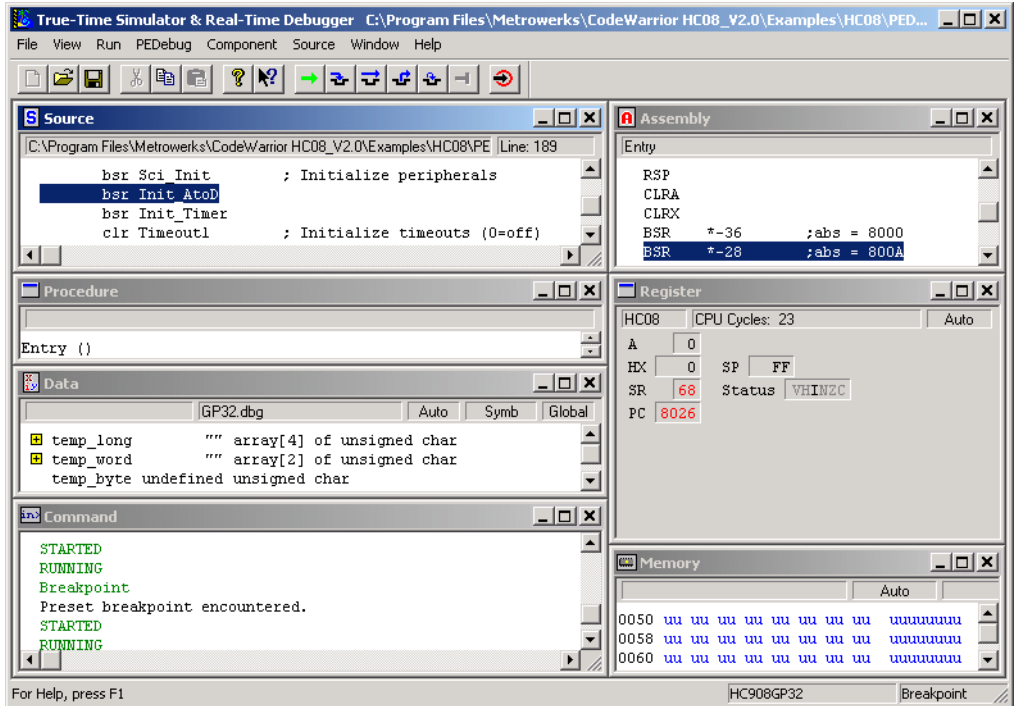 True-Time Simulator & Real-Time Debugger C:\Program Files\Metrowerks\CodeWarrior HC08_V2.0\Examples\HC08\PED...
File View Run PEDebug Component Source Window Help
Source
C:\Program Files\Metrowerks\CodeWarrior HC08_V2.0\Examples\HC08\PE Line: 189
bsr Sci_Init ; Initialize peripherals
bsr Init_AtoD
bsr Init_Timer
clr Timeout1 ; Initialize timeouts (0=off)
Assembly
Entry
RSP
CLRA
CLRX
BSR *-36 ;abs = 8000
BSR *-28 ;abs = 800A
Procedure
Entry ()
Register
HC08 CPU Cycles: 23 Auto
A 0
HX 0 SP FF
SR 68 Status VHINZC
PC 8026
Data
GP32.dbg Auto Symb Global
temp_long "" array[4] of unsigned char
temp_word "" array[2] of unsigned char
temp_byte undefined unsigned char
Command
in>
STARTED
RUNNING
Breakpoint
Preset breakpoint encountered.
STARTED
RUNNING
Memory
Auto
0050 uu uu uu uu uu uu uu uu uuuuuuuu
0058 uu uu uu uu uu uu uu uu uuuuuuuu
0060 uu uu uu uu uu uu uu uu uuuuuuuu
For Help, press F1 HC908GP32 Breakpoint